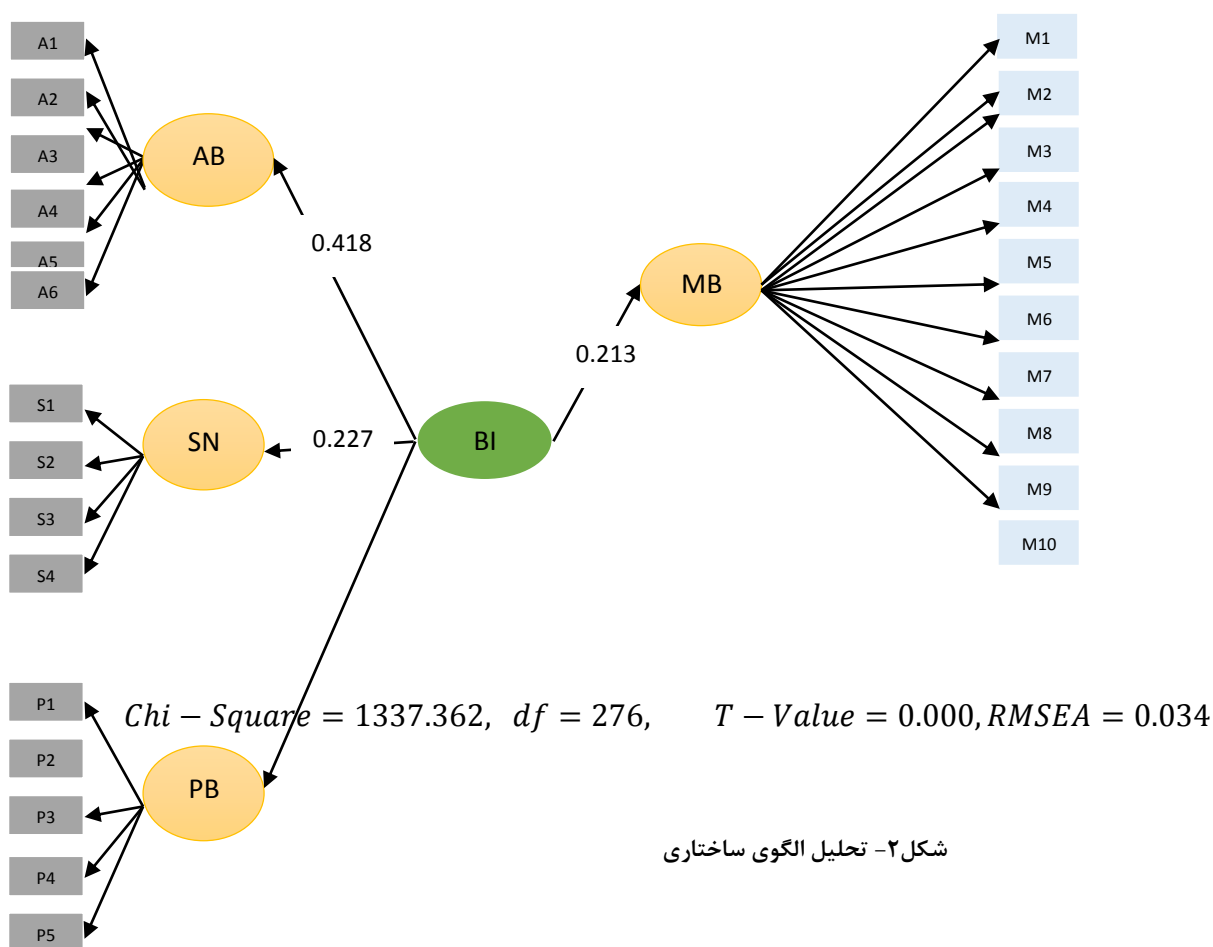 A1
A2
A3
A4
A5
A6
AB
0.418
S1
S2
S3
S4
SN
0.227
BI
0.213
MB
M1
M2
M3
M4
M5
M6
M7
M8
M9
M10
P1
P2
P3
P4
P5
PB
Chi − Square = 1337.362, df = 276, T − Value = 0.000, RMSEA = 0.034
شکل۲- تحلیل الگوی ساختاری